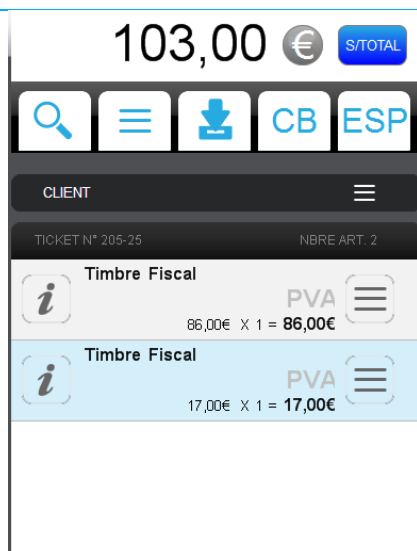 103,00 € S/TOTAL
CB ESP
CLIENT
TICKET N° 205-25 NBRE ART. 2
i Timbre Fiscal
PVA
86,00€ X 1 = 86,00€
i Timbre Fiscal
PVA
17,00€ X 1 = 17,00€